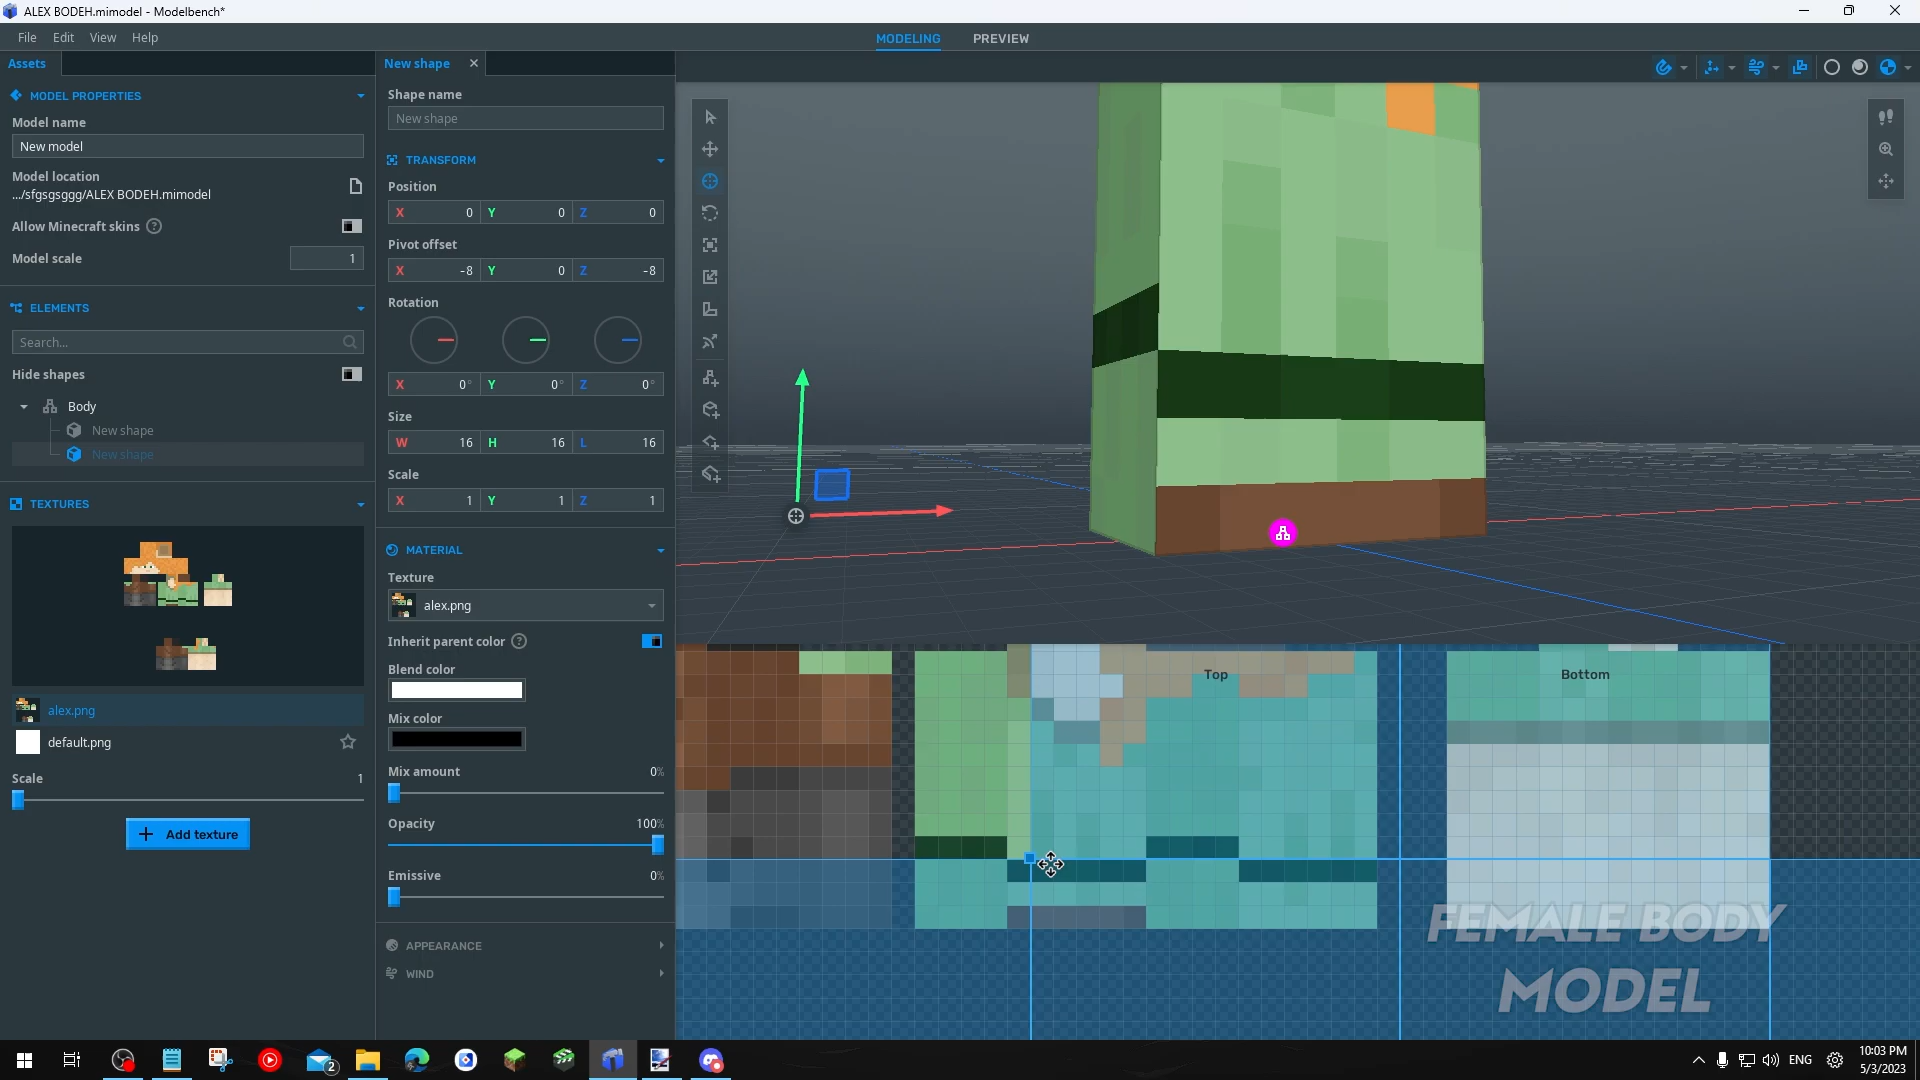 ALEX BODEH.mimodel - Modelbench*
File Edit View Help
MODELING PREVIEW
Assets
New shape
MODEL PROPERTIES
Model name
New model
Model location
.../sfgsgsggg/ALEX BODEH.mimodel
Allow Minecraft skins ?
Model scale 1
ELEMENTS
Search...
Hide shapes
Body
New shape
New shape
TEXTURES
alex.png
default.png
Scale 1
+ Add texture
Shape name
New shape
TRANSFORM
Position
X 0 Y 0 Z 0
Pivot offset
X -8 Y 0 Z -8
Rotation
X 0° Y 0° Z 0°
Size
W 16 H 16 L 16
Scale
X 1 Y 1 Z 1
MATERIAL
Texture
alex.png
Inherit parent color ?
Blend color
Mix color
Mix amount 0%
Opacity 100%
Emissive 0%
APPEARANCE
WIND
Top
Bottom
FEMALE BODY
MODEL
2
ENG
10:03 PM
5/3/2023